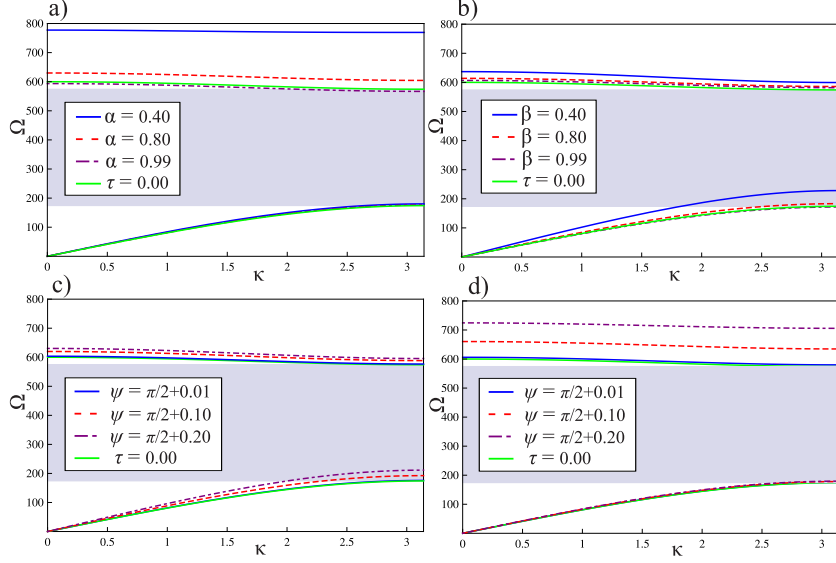 a)
800
700
600
500
400
300
200
100
Ω
α = 0.40
α = 0.80
α = 0.99
τ = 0.00
0
0.5
1
1.5
2
2.5
3
κ
b)
800
700
600
500
400
300
200
100
Ω
β = 0.40
β = 0.80
β = 0.99
τ = 0.00
0
0.5
1
1.5
2
2.5
3
κ
c)
800
700
600
500
400
300
200
100
Ω
ψ = π/2+0.01
ψ = π/2+0.10
ψ = π/2+0.20
τ = 0.00
0
0.5
1
1.5
2
2.5
3
κ
d)
800
700
600
500
400
300
200
100
Ω
ψ = π/2+0.01
ψ = π/2+0.10
ψ = π/2+0.20
τ = 0.00
0
0.5
1
1.5
2
2.5
3
κ